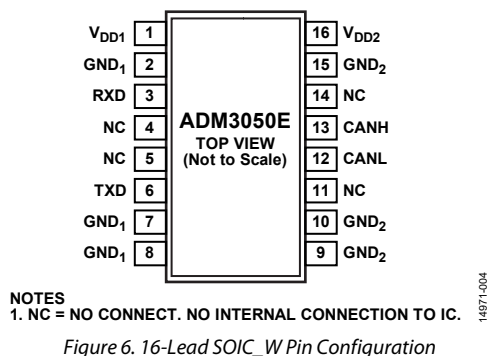 VDD1 1 16 VDD2
GND1 2 15 GND2
RXD 3 14 NC
NC 4 ADM3050E 13 CANH
TOP VIEW
NC 5 (Not to Scale) 12 CANL
TXD 6 11 NC
GND1 7 10 GND2
GND1 8 9 GND2
NOTES
1. NC = NO CONNECT. NO INTERNAL CONNECTION TO IC.
14971-004
Figure 6. 16-Lead SOIC_W Pin Configuration